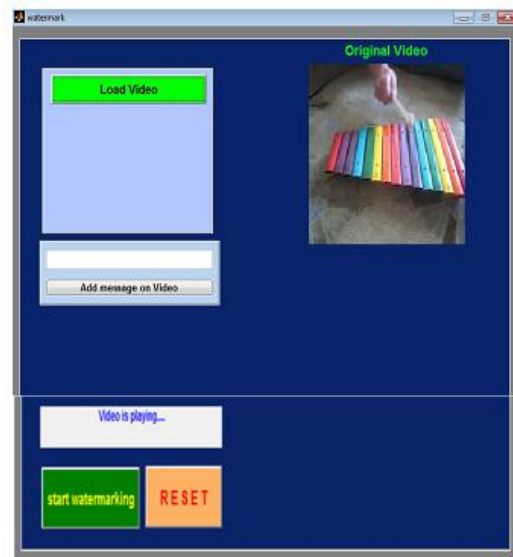 watermark
Original Video
Load Video
Add message on Video
Video is playing....
start watermarking
RESET